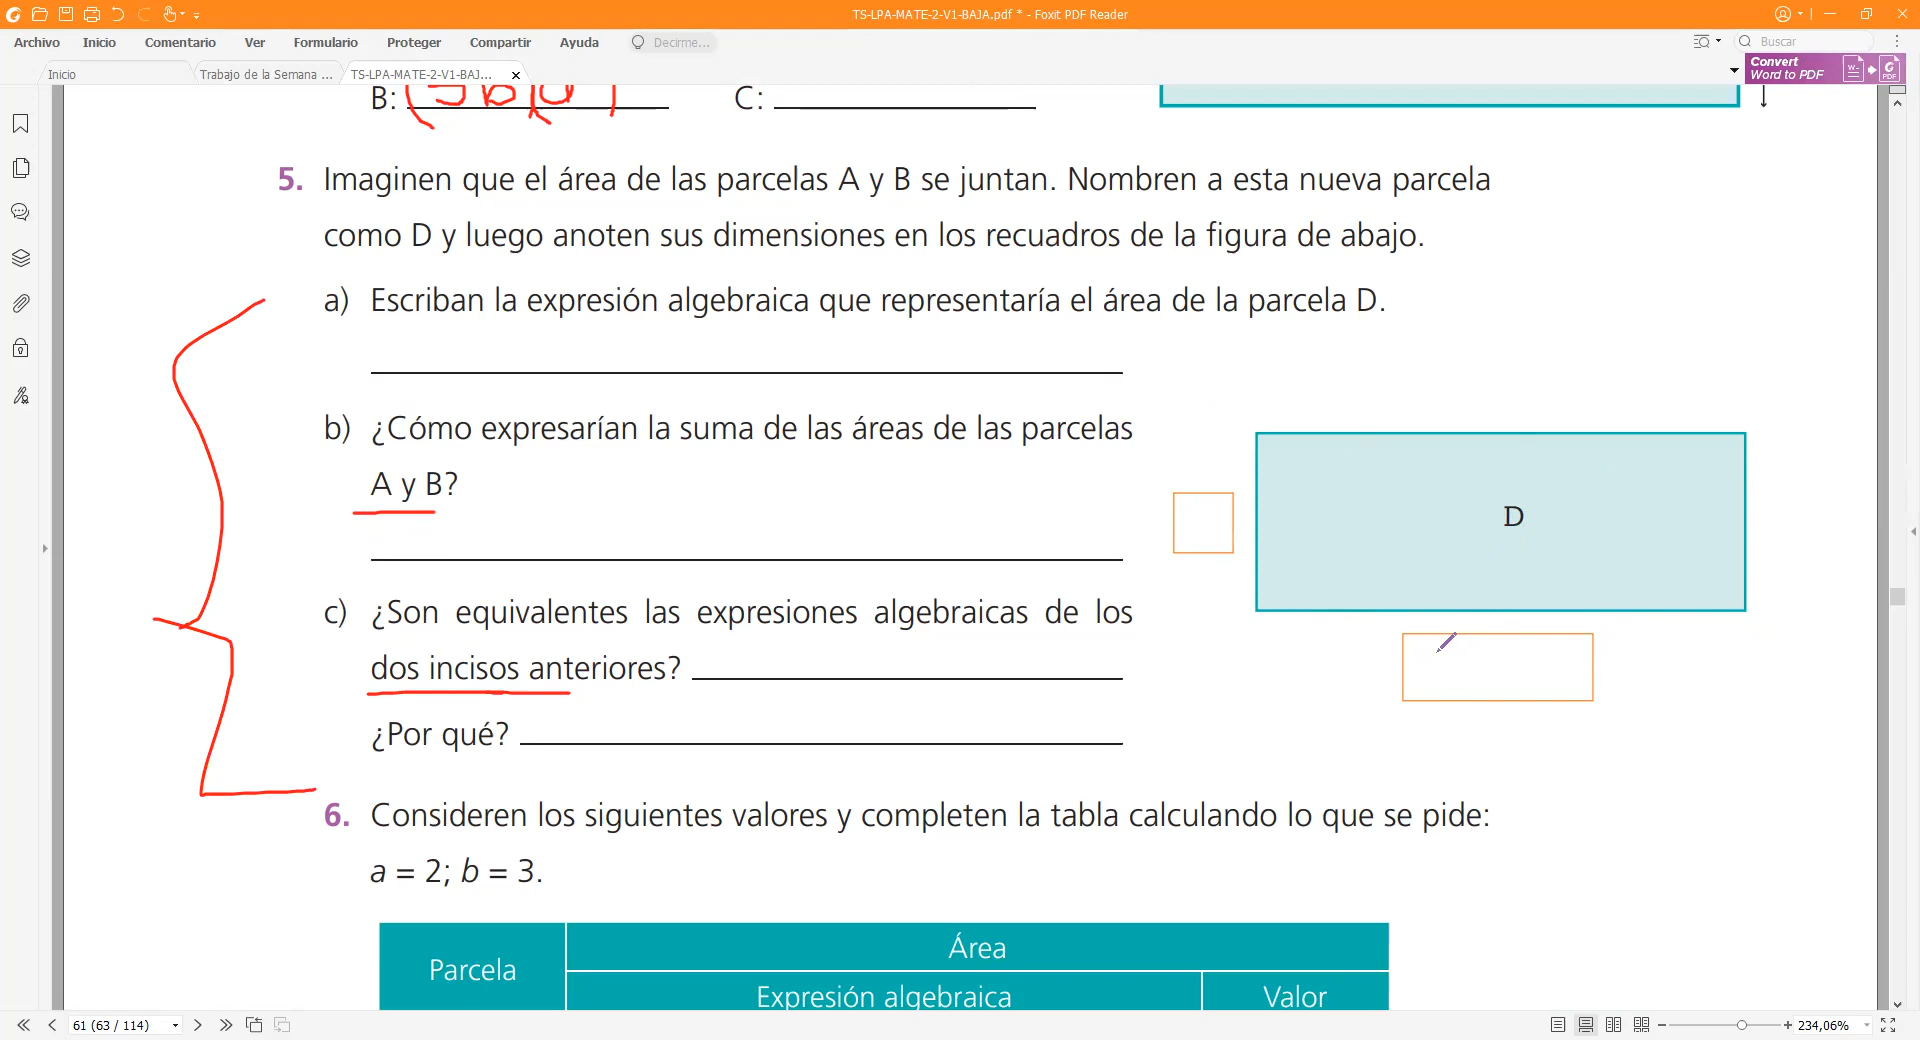 TS-LPA-MATE-2-V1-BAJA.pdf * - Foxit PDF Reader
Archivo Inicio Comentario Ver Formulario Proteger Compartir Ayuda Decirme... Buscar
Inicio Trabajo de la Semana ... TS-LPA-MATE-2-V1-BAJ... Convert Word to PDF
B: C:
5. Imaginen que el área de las parcelas A y B se juntan. Nombren a esta nueva parcela
como D y luego anoten sus dimensiones en los recuadros de la figura de abajo.
a) Escriban la expresión algebraica que representaría el área de la parcela D.
b) ¿Cómo expresarían la suma de las áreas de las parcelas
A y B?
D
c) ¿Son equivalentes las expresiones algebraicas de los
dos incisos anteriores?
¿Por qué?
6. Consideren los siguientes valores y completen la tabla calculando lo que se pide:
a = 2; b = 3.
Parcela
Área
Expresión algebraica Valor
61 (63 / 114) 234,06%